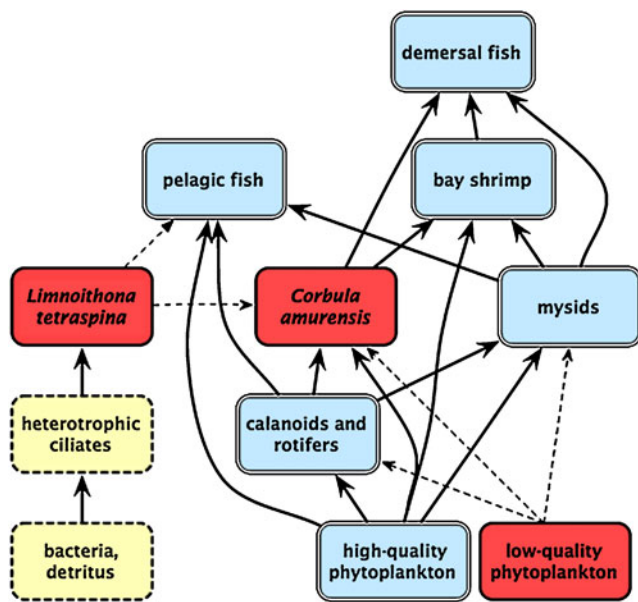 demersal fish
pelagic fish
bay shrimp
Limnoithona
tetraspina
Corbula
amurensis
mysids
heterotrophic
ciliates
calanoids and
rotifers
bacteria,
detritus
high-quality
phytoplankton
low-quality
phytoplankton